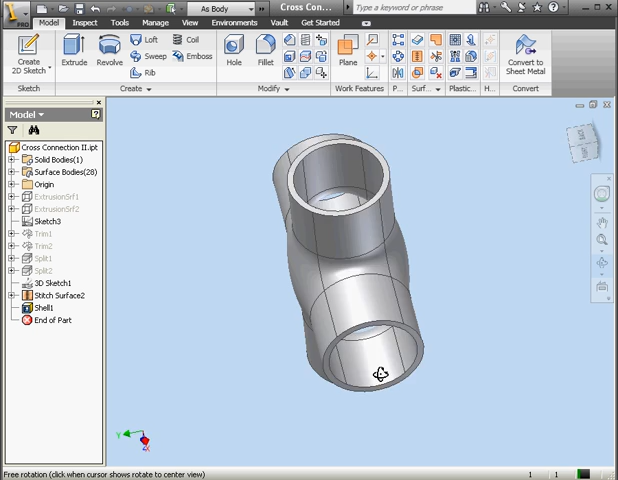 PRO
As Body
Cross Con...
Type a keyword or phrase
Model Inspect Tools Manage View Environments Vault Get Started
Create
2D Sketch
Extrude
Revolve
Loft
Sweep
Rib
Coil
Emboss
Hole
Fillet
Plane
Convert to
Sheet Metal
Sketch Create Modify Work Features P... Surf... Plastic... H... Convert
Model
Cross Connection II.ipt
Solid Bodies(1)
Surface Bodies(28)
Origin
ExtrusionSrf1
ExtrusionSrf2
Sketch3
Trim1
Trim2
Split1
Split2
3D Sketch1
Stitch Surface2
Shell1
End of Part
Y
X
Free rotation (click when cursor shows rotate to center view)
1 1